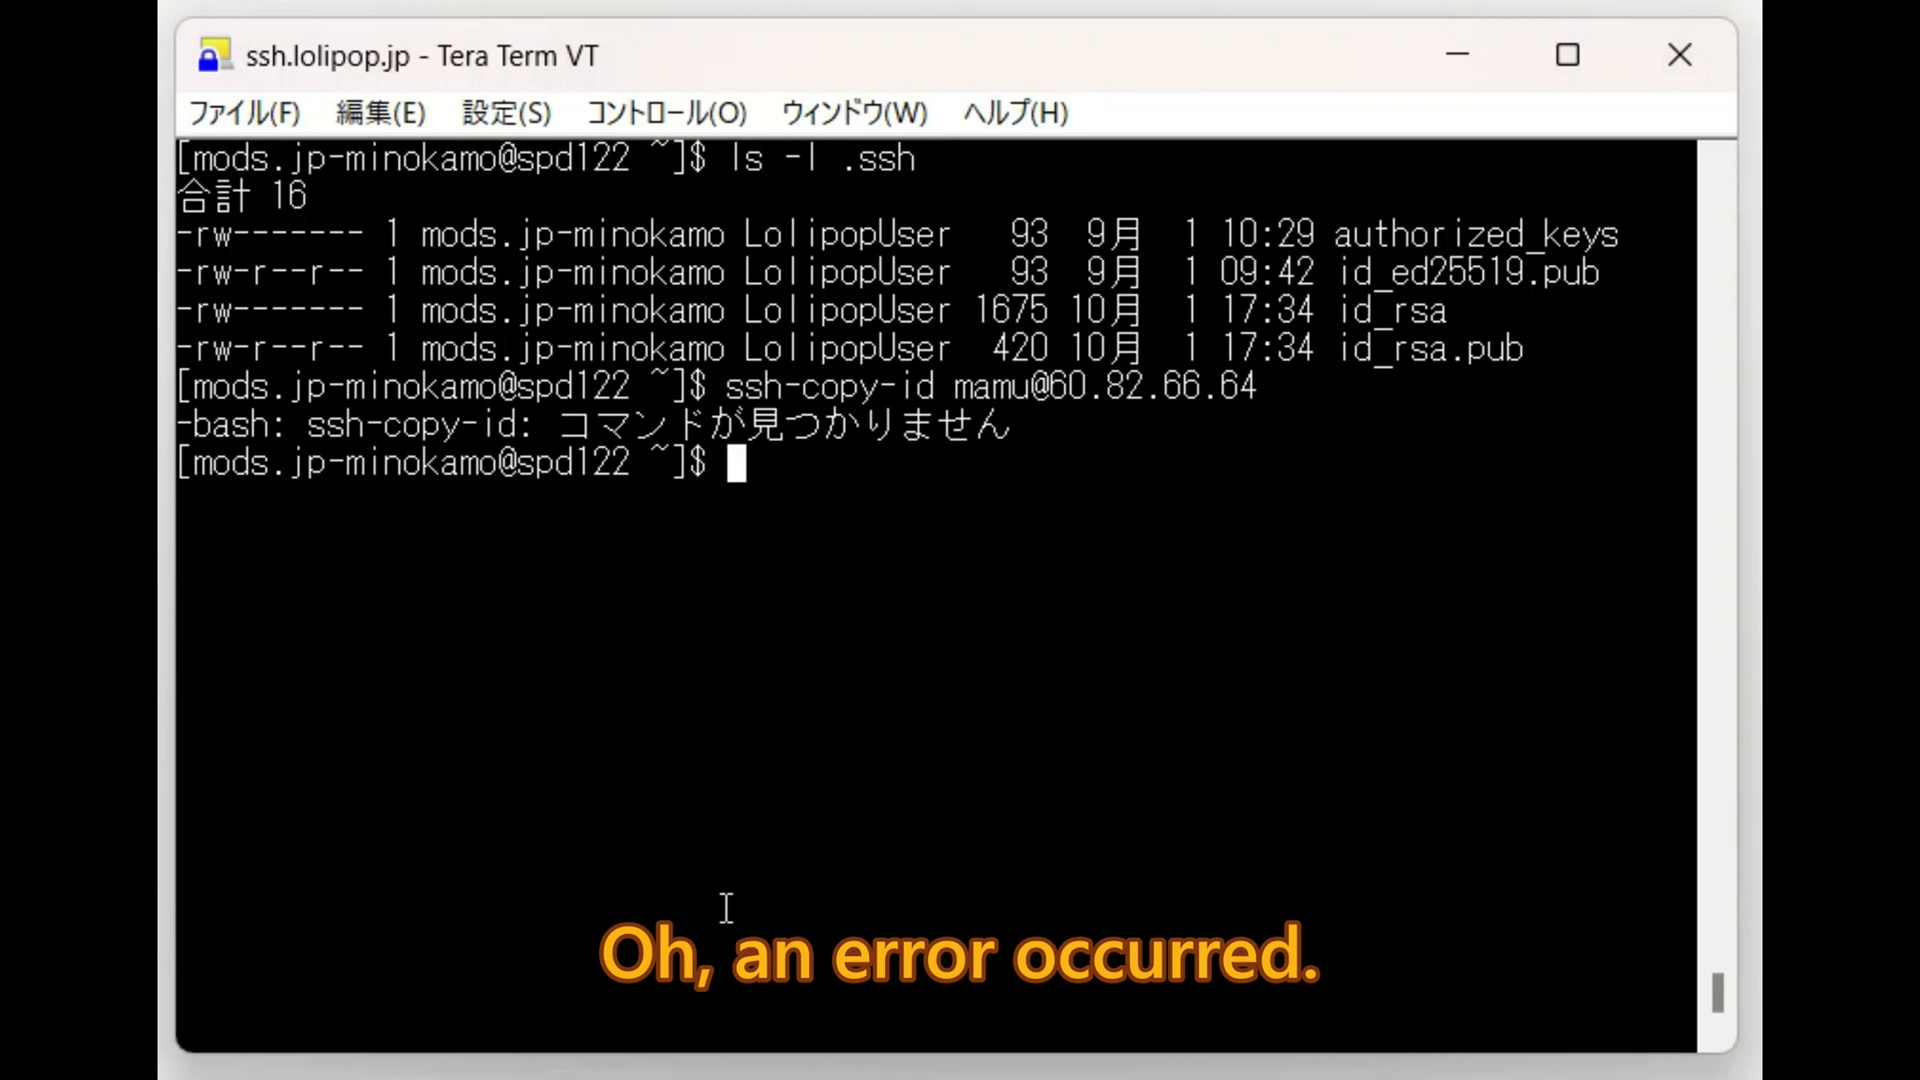 ssh.lolipop.jp - Tera Term VT
ファイル(F) 編集(E) 設定(S) コントロール(O) ウィンドウ(W) ヘルプ(H)
[mods.jp-minokamo@spd122 ~]$ ls -l .ssh
合計 16
-rw------- 1 mods.jp-minokamo LolipopUser   93  9月  1 10:29 authorized_keys
-rw-r--r-- 1 mods.jp-minokamo LolipopUser   93  9月  1 09:42 id_ed25519.pub
-rw------- 1 mods.jp-minokamo LolipopUser 1675 10月  1 17:34 id_rsa
-rw-r--r-- 1 mods.jp-minokamo LolipopUser  420 10月  1 17:34 id_rsa.pub
[mods.jp-minokamo@spd122 ~]$ ssh-copy-id mamu@60.82.66.64
-bash: ssh-copy-id: コマンドが見つかりません
[mods.jp-minokamo@spd122 ~]$
Oh, an error occurred.